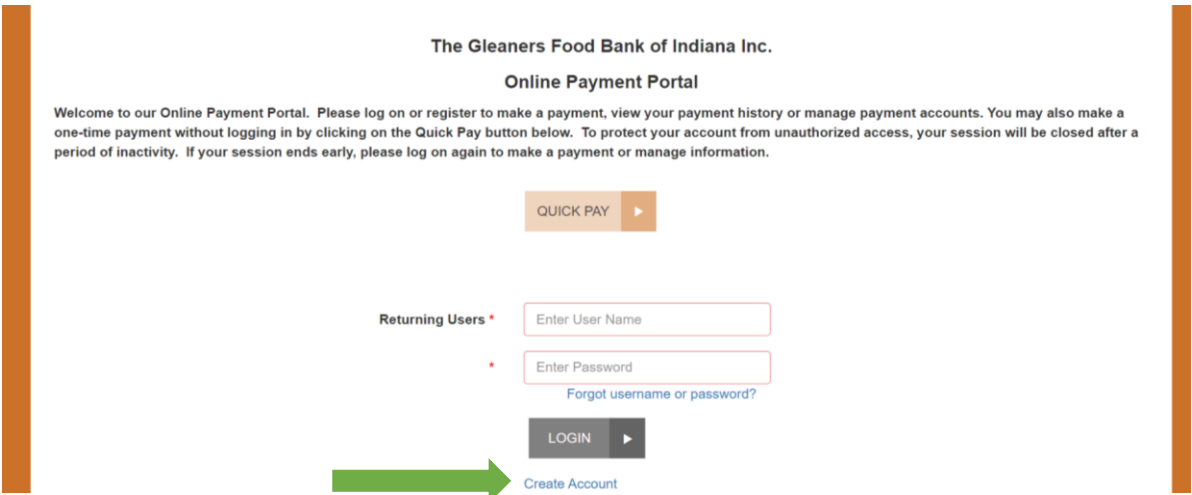 The Gleaners Food Bank of Indiana Inc.
Online Payment Portal
Welcome to our Online Payment Portal.  Please log on or register to make a payment, view your payment history or manage payment accounts. You may also make a
one-time payment without logging in by clicking on the Quick Pay button below.  To protect your account from unauthorized access, your session will be closed after a
period of inactivity.  If your session ends early, please log on again to make a payment or manage information.
QUICK PAY
Returning Users * Enter User Name
* Enter Password
Forgot username or password?
LOGIN
Create Account